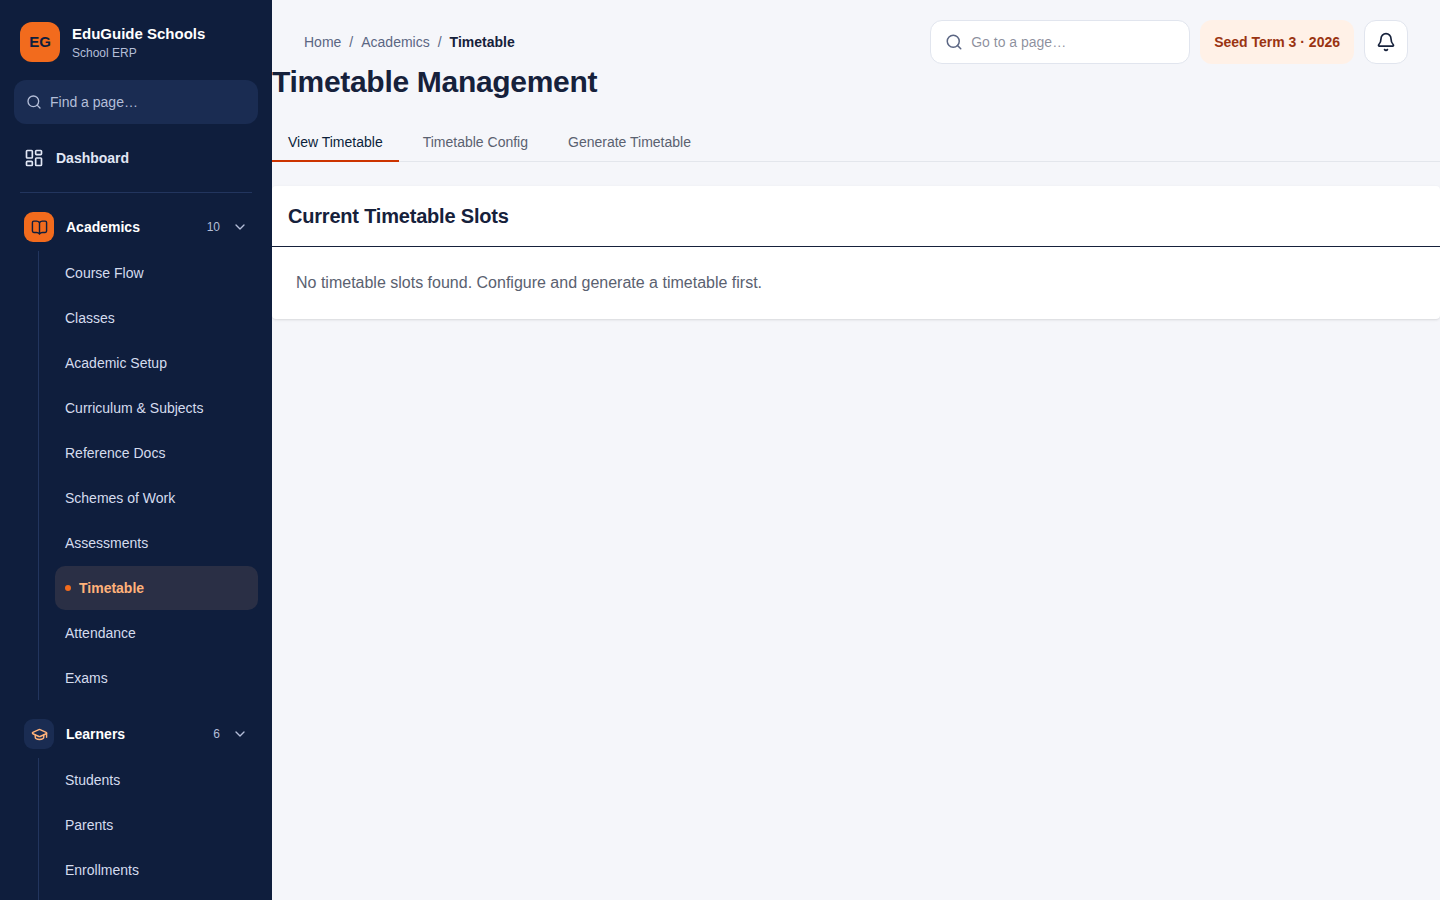 EG
EduGuide Schools
School ERP
Find a page…
Dashboard
Academics 10
Course Flow
Classes
Academic Setup
Curriculum & Subjects
Reference Docs
Schemes of Work
Assessments
Timetable
Attendance
Exams
Learners 6
Students
Parents
Enrollments
Home / Academics / Timetable
Go to a page…
Seed Term 3 · 2026
Timetable Management
View Timetable Timetable Config Generate Timetable
Current Timetable Slots
No timetable slots found. Configure and generate a timetable first.